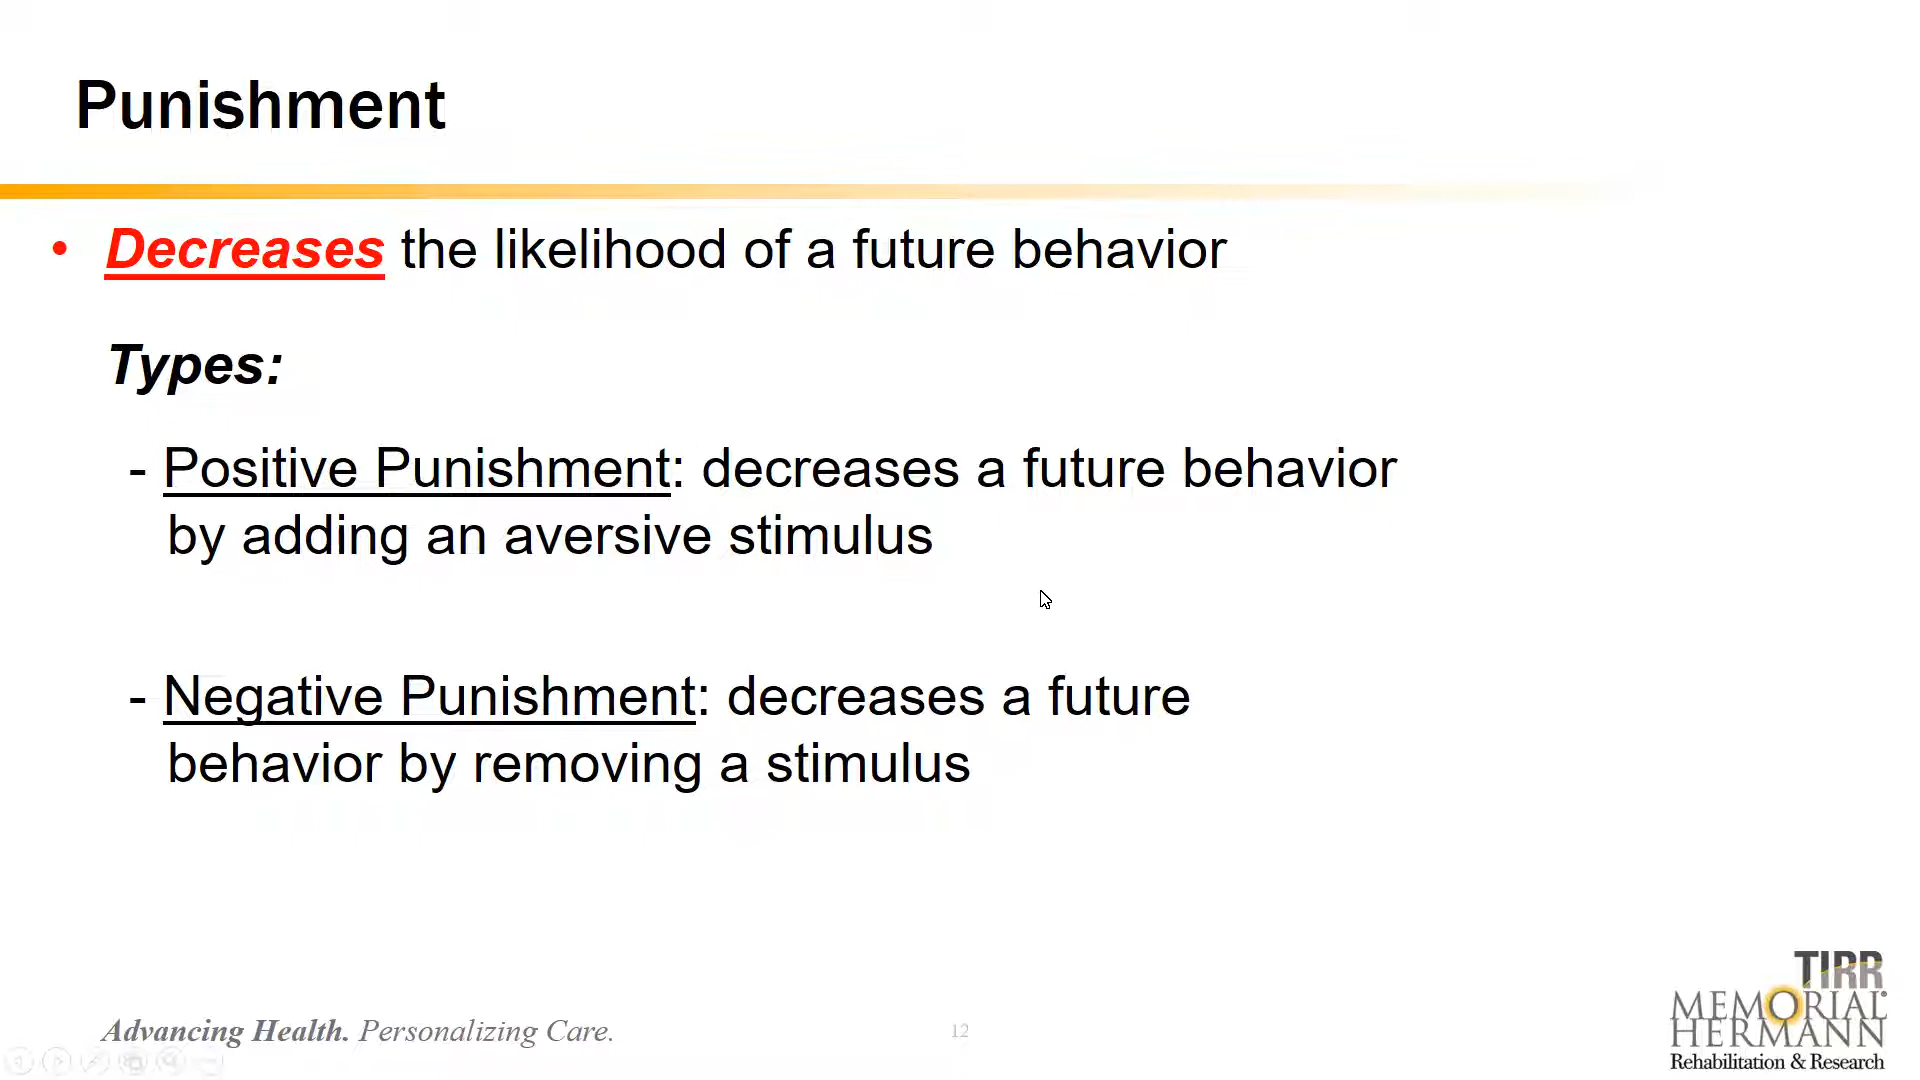 Punishment
• Decreases the likelihood of a future behavior
Types:
- Positive Punishment: decreases a future behavior
by adding an aversive stimulus
- Negative Punishment: decreases a future
behavior by removing a stimulus
Advancing Health. Personalizing Care.
12
TIRR
MEMORIAL®
HERMANN
Rehabilitation & Research